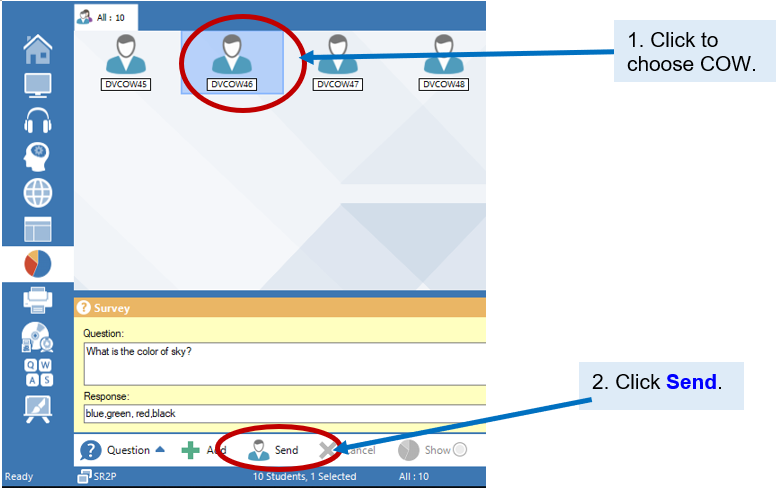 All : 10
1. Click to
choose COW.
DVCOW45
DVCOW46
DVCOW47
DVCOW48
Q W
A S
Survey
Question:
What is the color of sky?
Response:
blue,green, red,black
2. Click Send.
Question
Add
Send
Cancel
Show
Ready
SR2P
10 Students, 1 Selected
All : 10